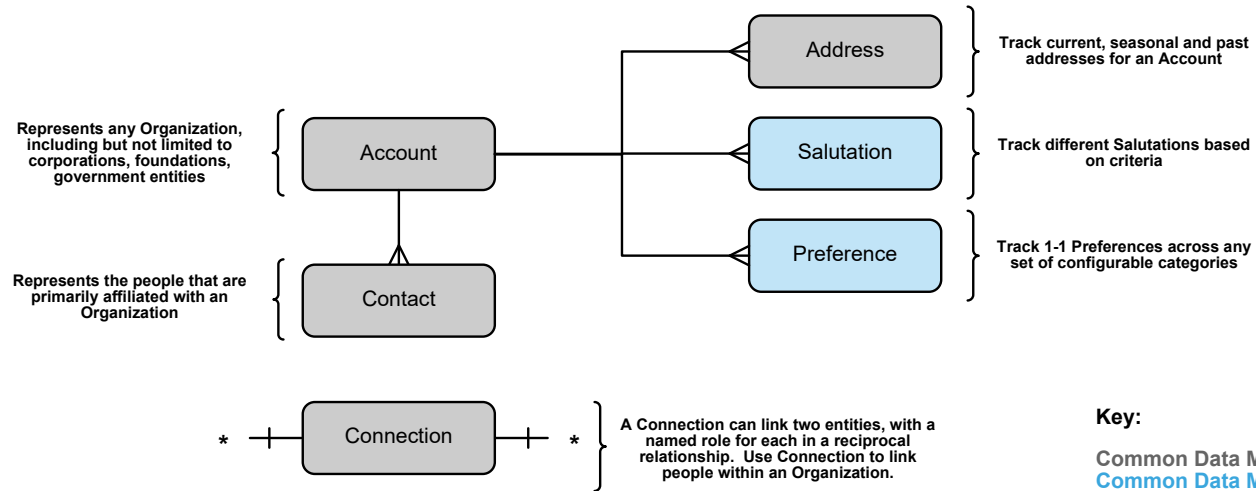 Address
Track current, seasonal and past
addresses for an Account
Represents any Organization,
including but not limited to
corporations, foundations,
government entities
Account
Salutation
Track different Salutations based
on criteria
Preference
Track 1-1 Preferences across any
set of configurable categories
Represents the people that are
primarily affiliated with an
Organization
Contact
*
Connection
*
A Connection can link two entities, with a
named role for each in a reciprocal
relationship. Use Connection to link
people within an Organization.
Key:
Common Data M
Common Data M